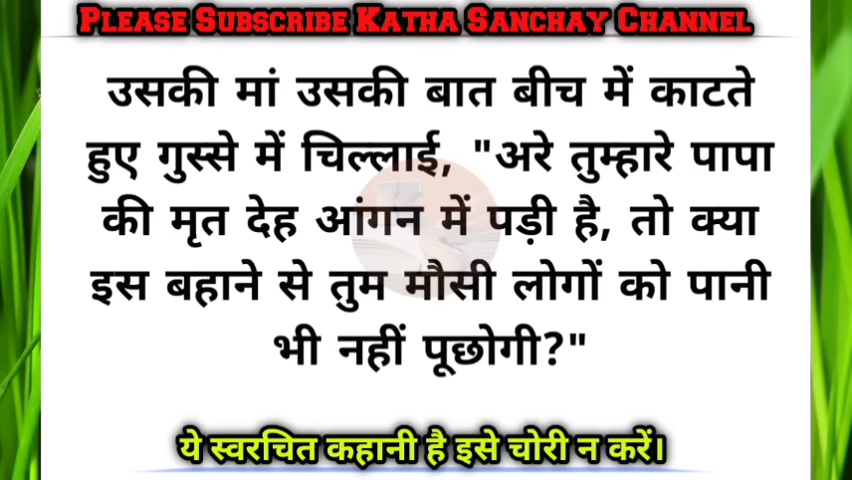 PLEASE SUBSCRIBE KATHA SANCHAY CHANNEL
उसकी मां उसकी बात बीच में काटते
हुए गुस्से में चिल्लाई, "अरे तुम्हारे पापा
की मृत देह आंगन में पड़ी है, तो क्या
इस बहाने से तुम मौसी लोगों को पानी
भी नहीं पूछोगी?"
ये स्वरचित कहानी है इसे चोरी न करें।